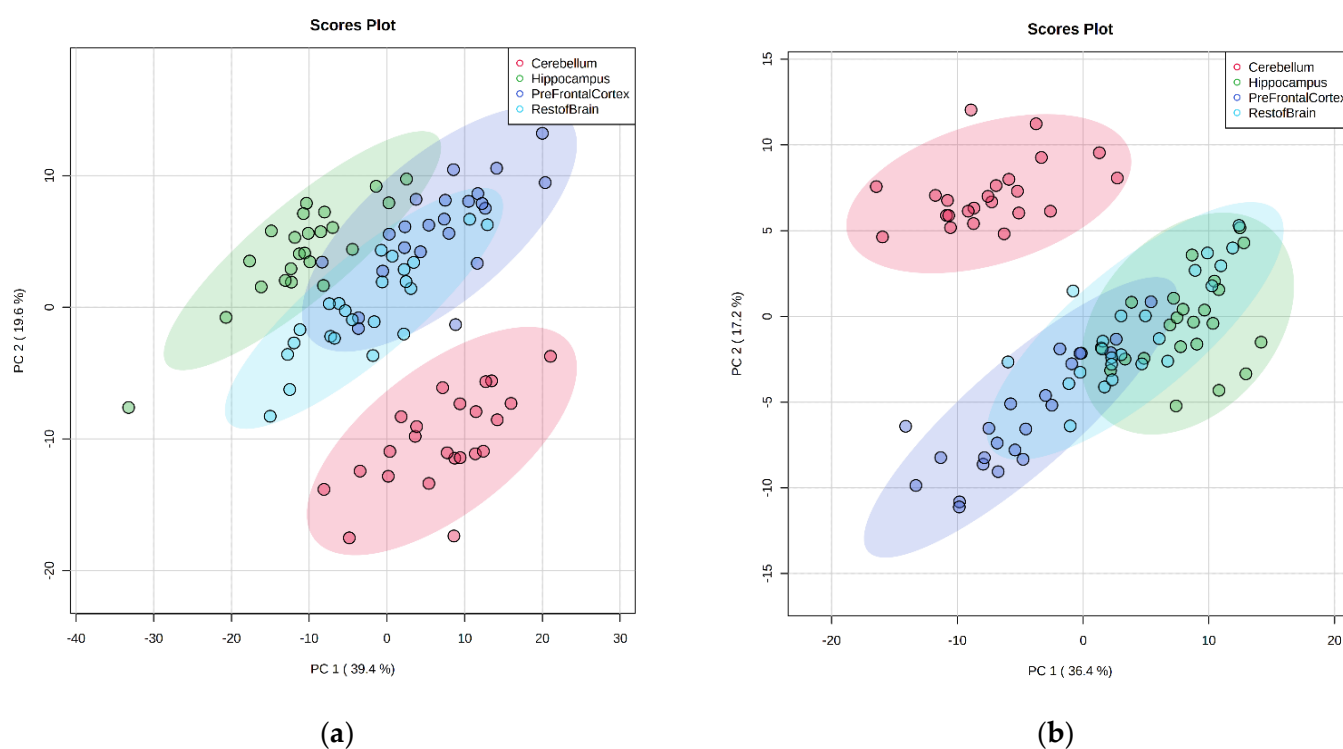 Scores Plot
Cerebellum
Hippocampus
PreFrontalCortex
RestofBrain
10
0
-10
-20
PC 2 ( 19.6 %)
-40 -30 -20 -10 0 10 20 30
PC 1 ( 39.4 %)
(a)
Scores Plot
Cerebellum
Hippocampus
PreFrontalCortex
RestofBrain
15
10
5
0
-5
-10
-15
PC 2 ( 17.2 %)
-20 -10 0 10 20
PC 1 ( 36.4 %)
(b)